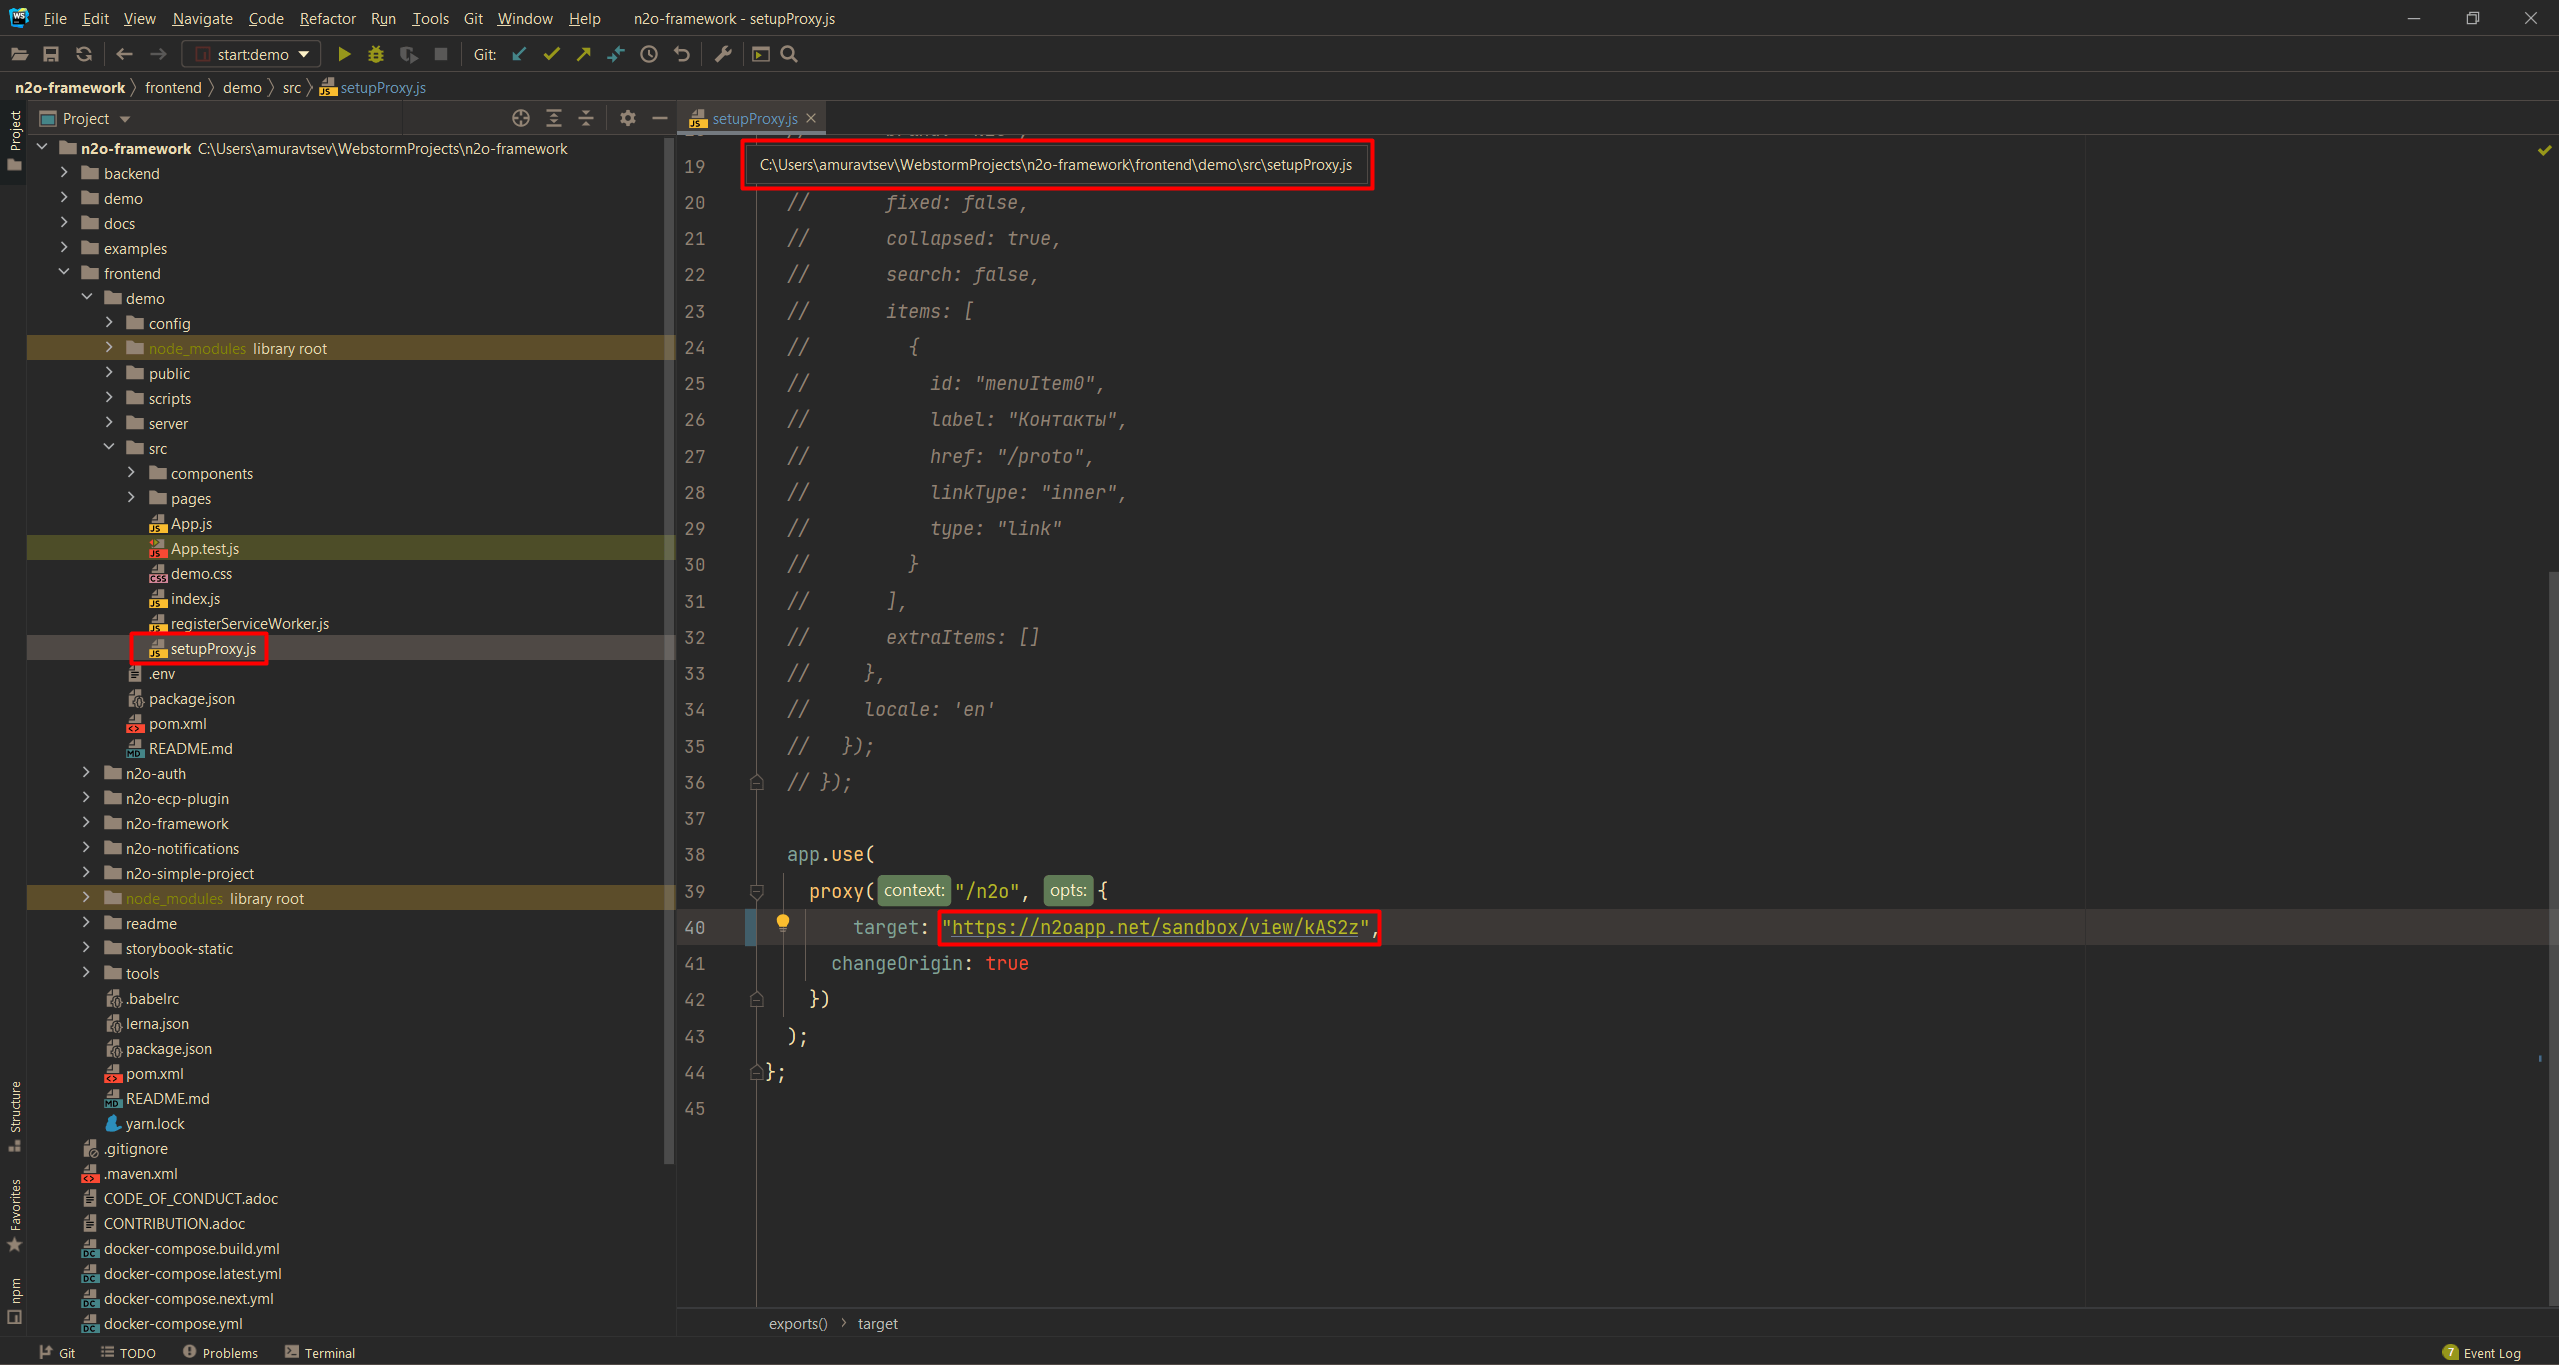 File Edit View Navigate Code Refactor Run Tools Git Window Help n2o-framework - setupProxy.js
start:demo Git:
n2o-framework frontend demo src setupProxy.js
Project
setupProxy.js
Project
n2o-framework C:\Users\amuravtsev\WebstormProjects\n2o-framework
backend
demo
docs
examples
frontend
demo
config
node_modules library root
public
scripts
server
src
components
pages
App.js
App.test.js
demo.css
index.js
registerServiceWorker.js
setupProxy.js
.env
package.json
pom.xml
README.md
n2o-auth
n2o-ecp-plugin
n2o-framework
n2o-notifications
n2o-simple-project
node_modules library root
readme
storybook-static
tools
.babelrc
lerna.json
package.json
pom.xml
README.md
yarn.lock
.gitignore
.maven.xml
CODE_OF_CONDUCT.adoc
CONTRIBUTION.adoc
docker-compose.build.yml
docker-compose.latest.yml
docker-compose.next.yml
docker-compose.yml
Structure
Favorites
npm
C:\Users\amuravtsev\WebstormProjects\n2o-framework\frontend\demo\src\setupProxy.js
19
20 // fixed: false,
21 // collapsed: true,
22 // search: false,
23 // items: [
24 // {
25 // id: "menuItem0",
26 // label: "Контакты",
27 // href: "/proto",
28 // linkType: "inner",
29 // type: "link"
30 // }
31 // ],
32 // extraItems: []
33 // },
34 // locale: 'en'
35 // });
36 // });
37
38 app.use(
39 proxy( context: "/n2o", opts: {
40 target: "https://n2oapp.net/sandbox/view/kAS2z",
41 changeOrigin: true
42 })
43 );
44 };
45
exports() target
Git TODO Problems Terminal
7 Event Log